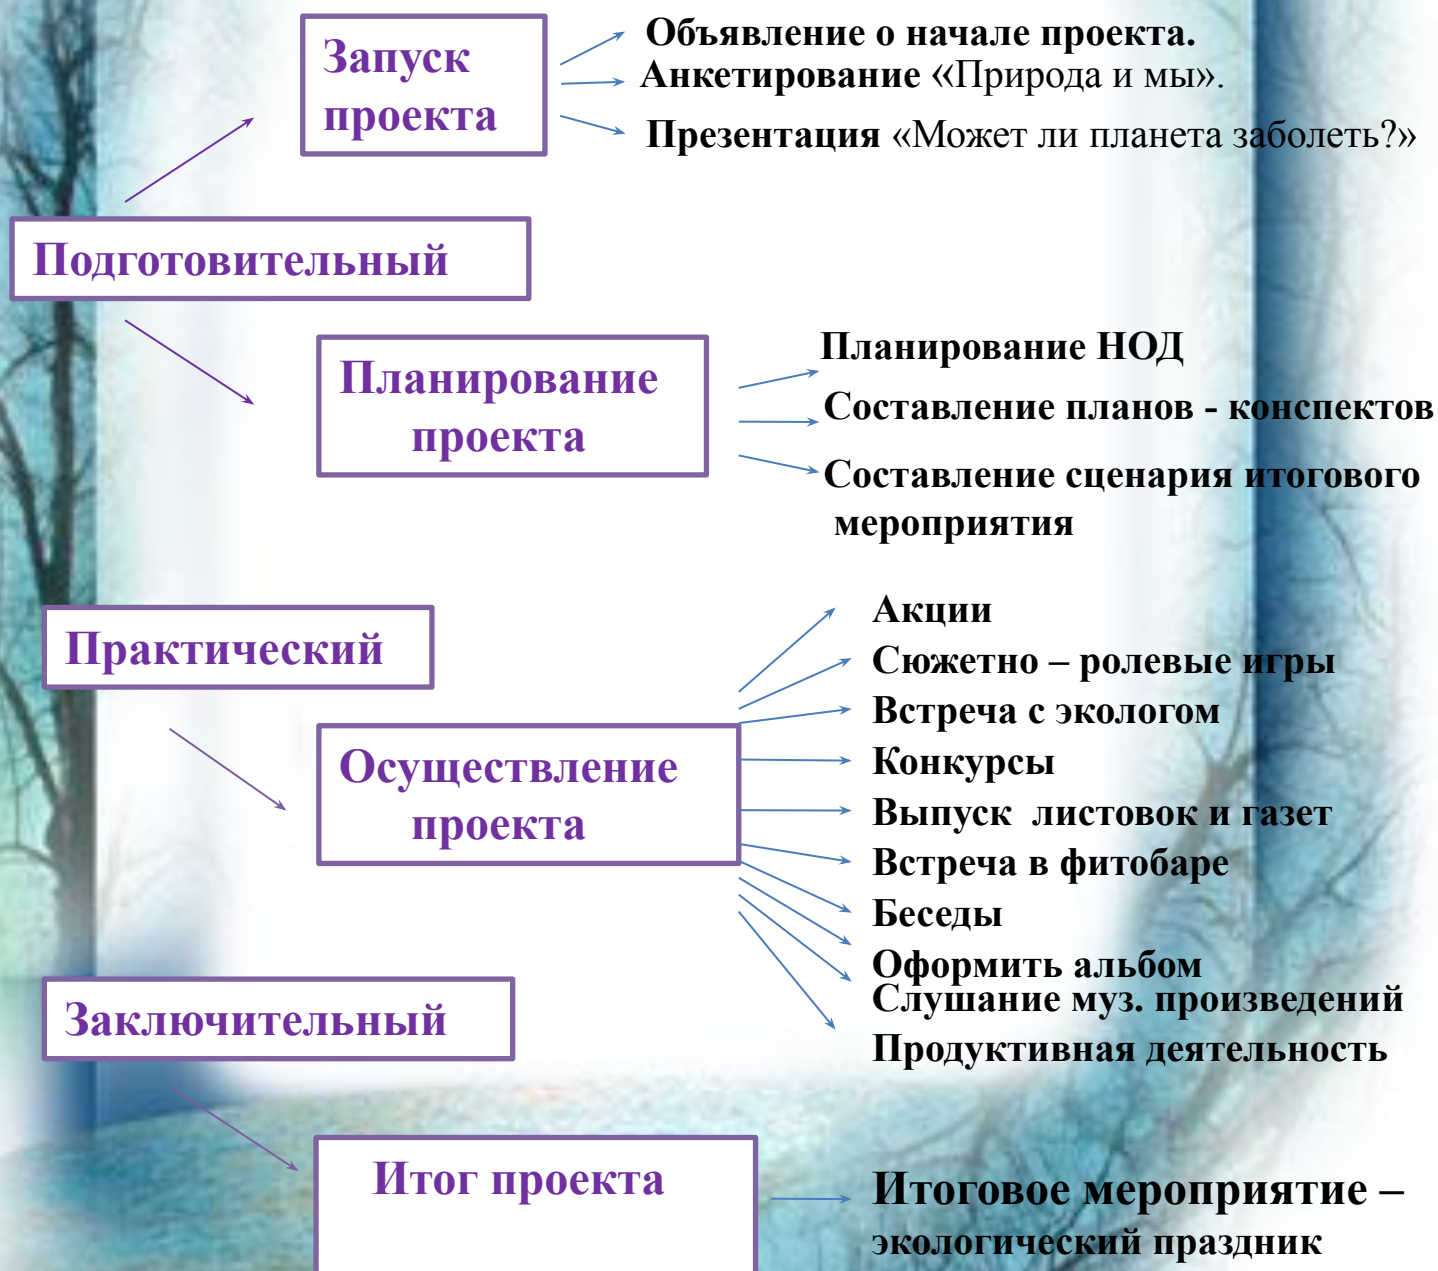 Запуск
проекта
Объявление о начале проекта.
Анкетирование «Природа и мы».
Презентация «Может ли планета заболеть?»
Подготовительный
Планирование
проекта
Планирование НОД
Составление планов - конспектов
Составление сценария итогового
мероприятия
Практический
Осуществление
проекта
Акции
Сюжетно – ролевые игры
Встреча с экологом
Конкурсы
Выпуск листовок и газет
Встреча в фитобаре
Беседы
Оформить альбом
Слушание муз. произведений
Продуктивная деятельность
Заключительный
Итог проекта
Итоговое мероприятие –
экологический праздник